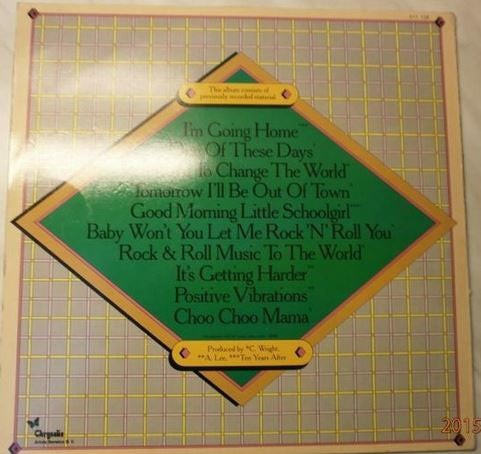 This album consists of
previously recorded material
I'm Going Home
Of These Days*
To Change The World**
Tomorrow I'll Be Out Of Town*
Good Morning Little Schoolgirl***
Baby Won't You Let Me Rock 'N' Roll You*
Rock & Roll Music To The World*
It's Getting Harder**
Positive Vibrations**
Choo Choo Mama*
Produced by *C. Wright,
**A. Lee, ***Ten Years After
Chrysalis
2015